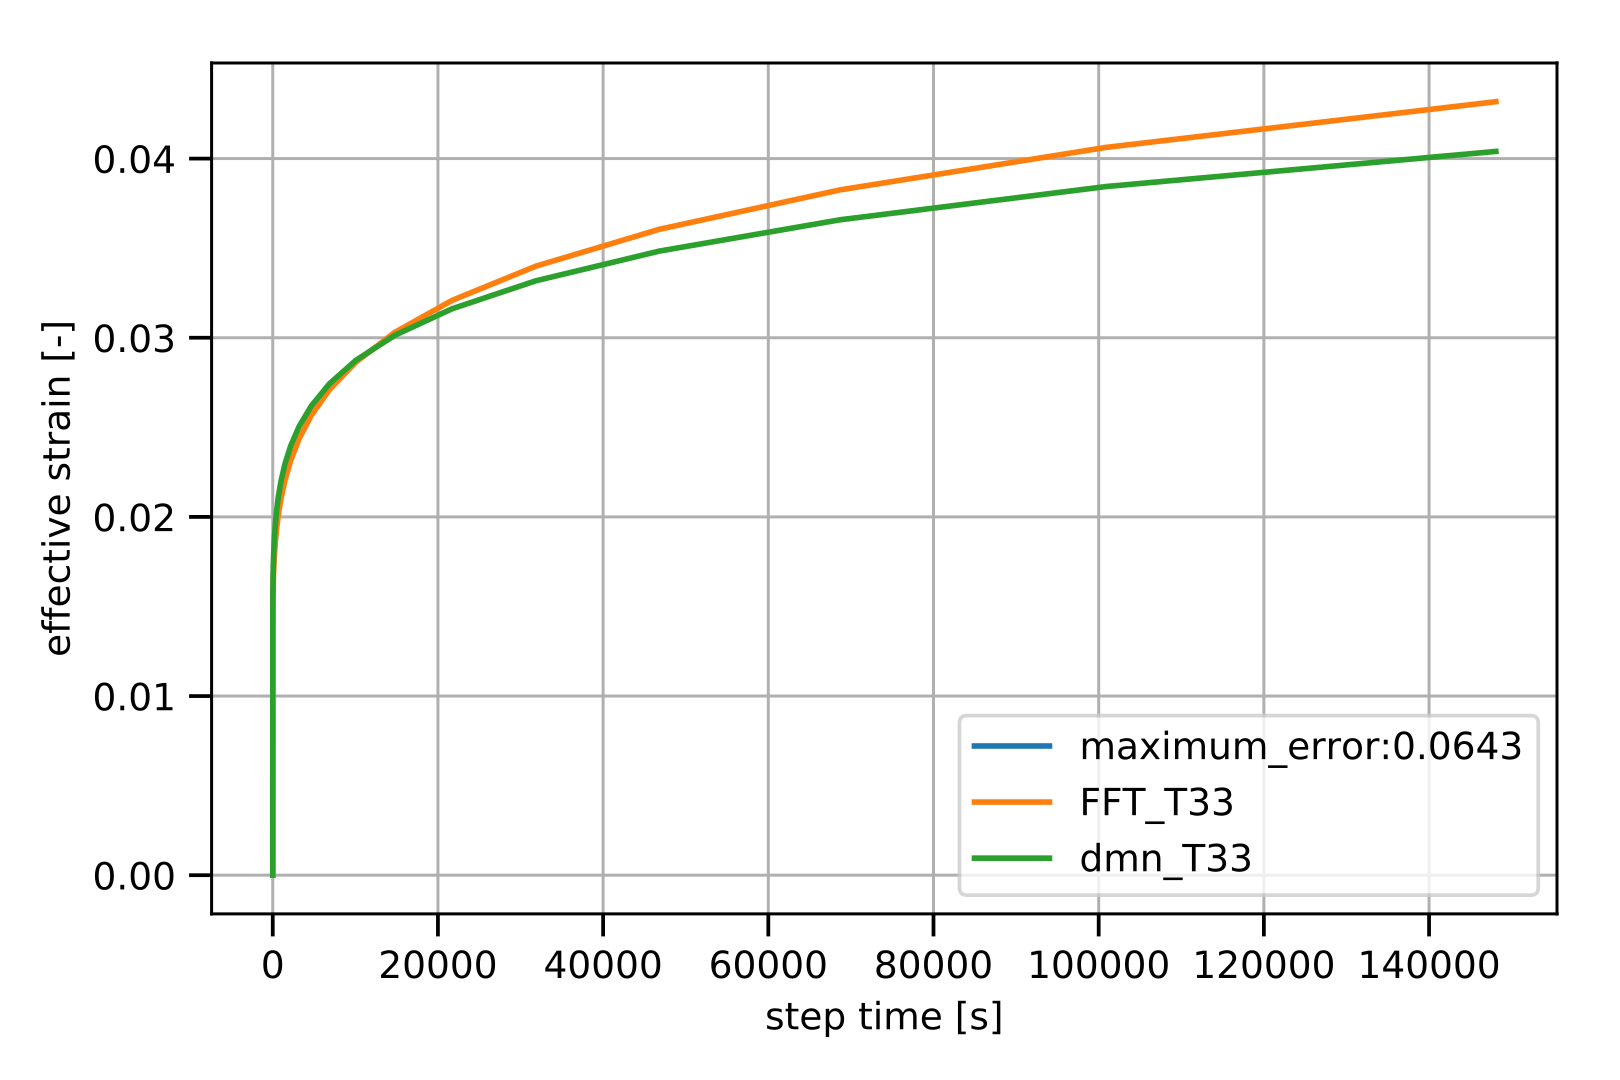 0.04
0.03
0.02
0.01
0.00
effective strain [-]
maximum_error:0.0643
FFT_T33
dmn_T33
0 20000 40000 60000 80000 100000 120000 140000
step time [s]